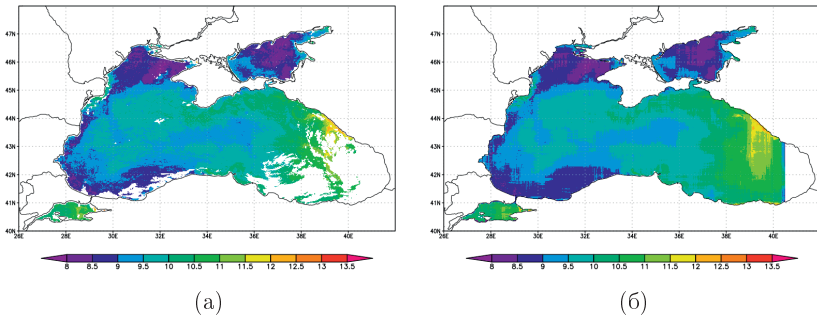 47N 47N
46N 46N
45N 45N
44N 44N
43N 43N
42N 42N
41N 41N
40N 40N
26E 28E 30E 32E 34E 36E 38E 40E 26E 28E 30E 32E 34E 36E 38E 40E
8 8.5 9 9.5 10 10.5 11 11.5 12 12.5 13 13.5 8 8.5 9 9.5 10 10.5 11 11.5 12 12.5 13 13.5
(а) (б)